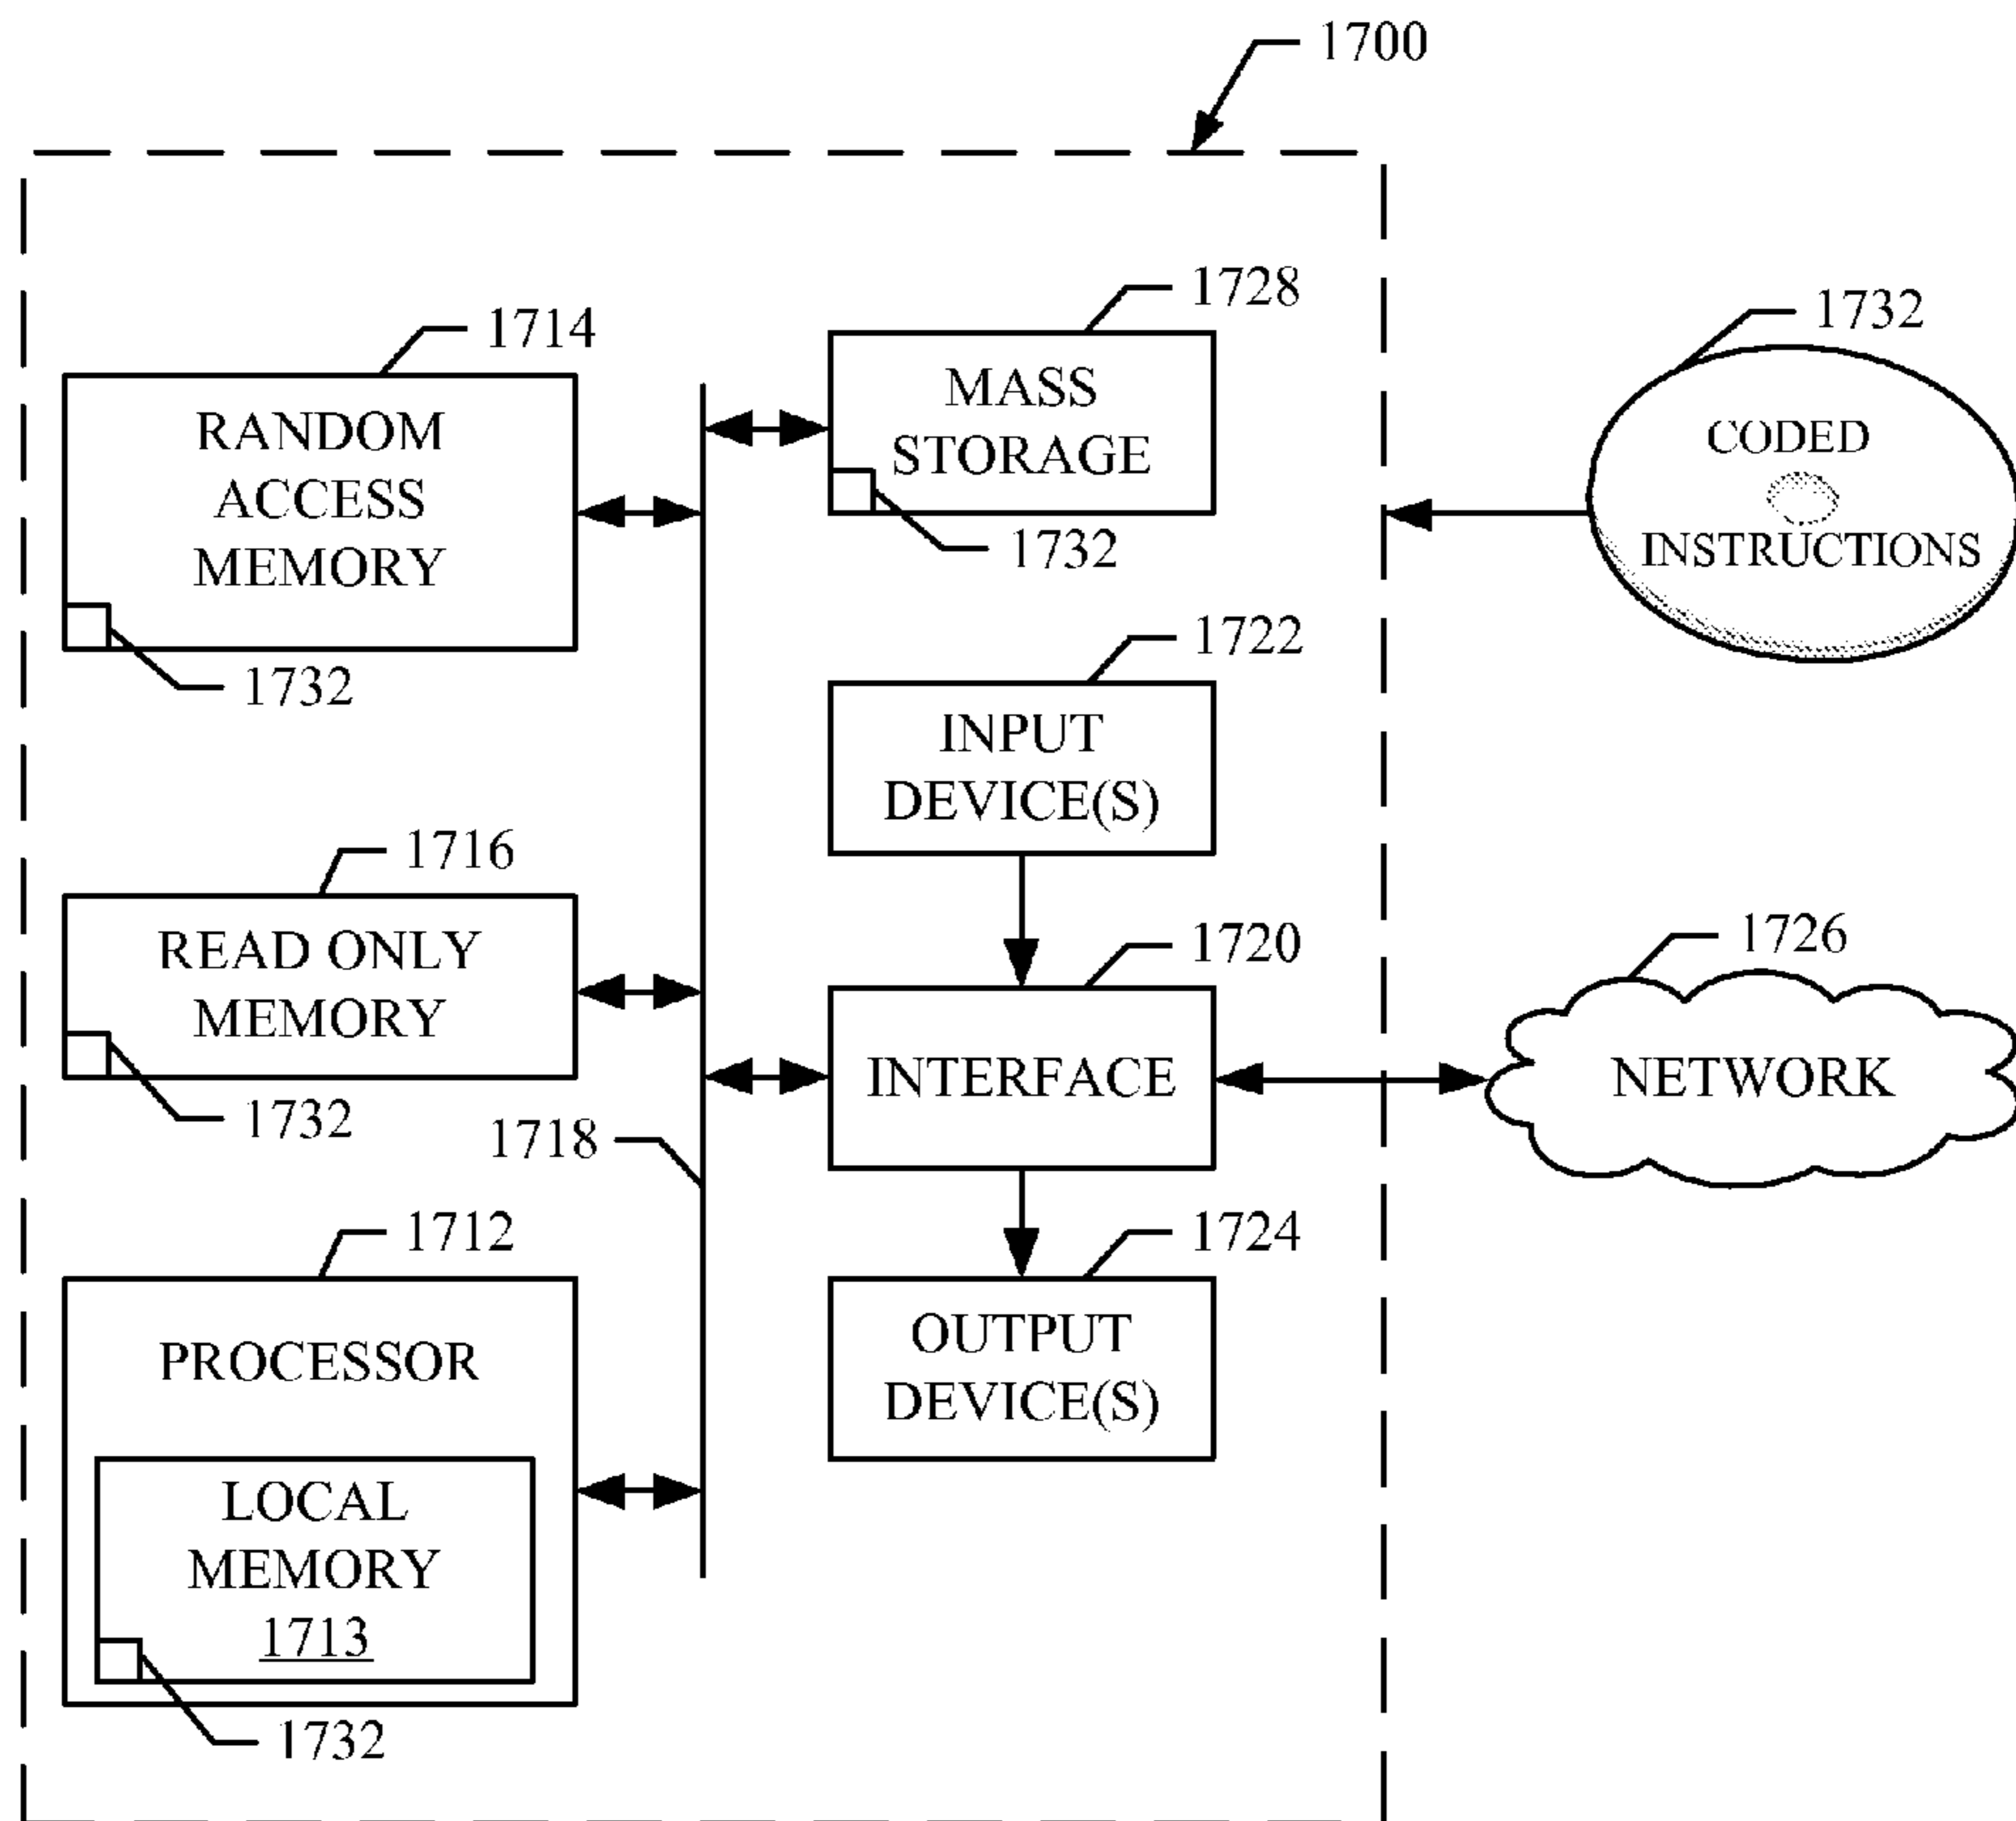 1700
1728
1732
1714
MASS
STORAGE
RANDOM
ACCESS
MEMORY
CODED
INSTRUCTIONS
1732
1732
1722
INPUT
DEVICE(S)
1716
READ ONLY
MEMORY
1720
1726
INTERFACE
NETWORK
1732
1718
1712
1724
PROCESSOR
OUTPUT
DEVICE(S)
LOCAL
MEMORY
1713
1732